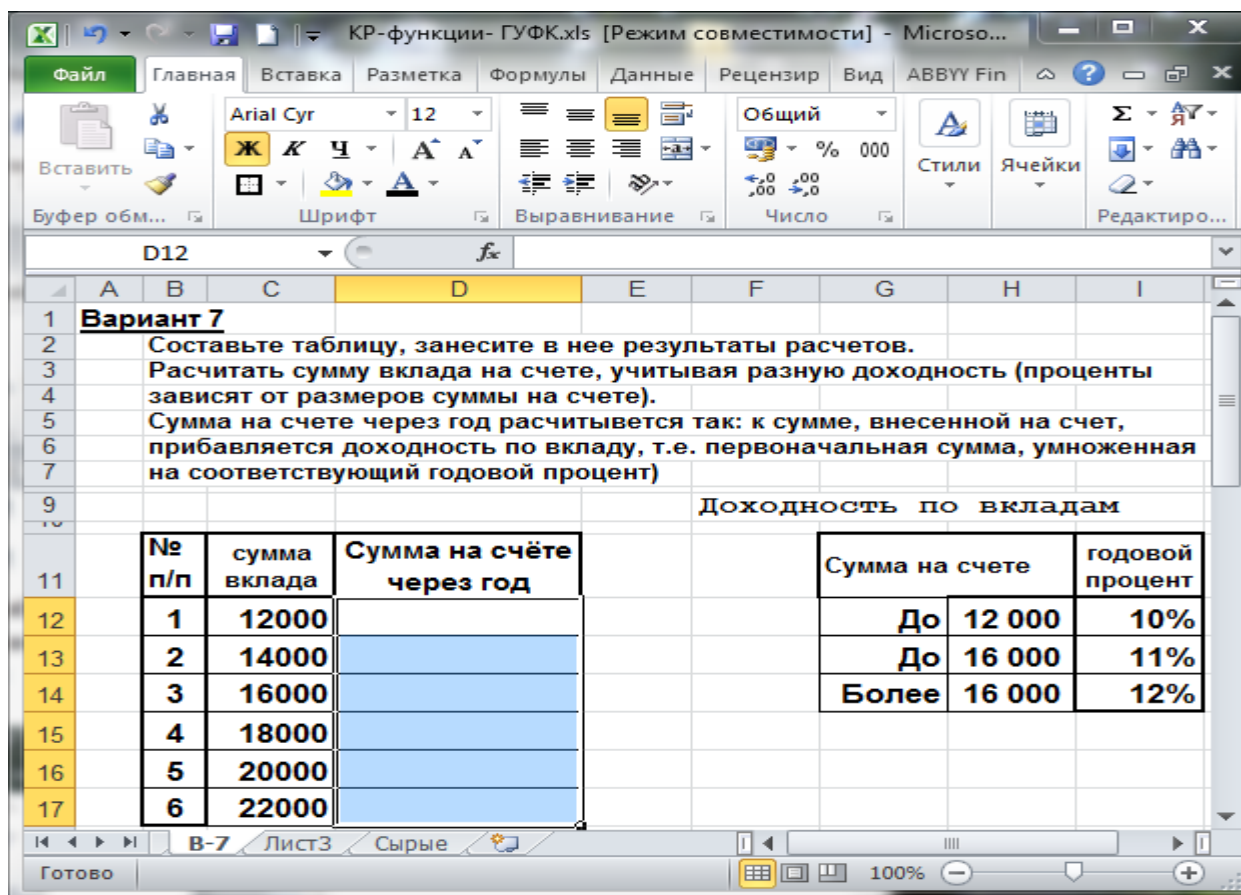 КР-функции- ГУФК.xls [Режим совместимости] - Microso...
Файл Главная Вставка Разметка Формулы Данные Рецензир Вид ABBYY Fin
Вставить
Arial Cyr 12
Ж К Ч
Общий
% 000
Стили Ячейки
Буфер обм... Шрифт Выравнивание Число Редактиро...
D12 fx
A B C D E F G H I
1 Вариант 7
2 Составьте таблицу, занесите в нее результаты расчетов.
3 Расчитать сумму вклада на счете, учитывая разную доходность (проценты
4 зависят от размеров суммы на счете).
5 Сумма на счете через год расчитывется так: к сумме, внесенной на счет,
6 прибавляется доходность по вкладу, т.е. первоначальная сумма, умноженная
7 на соответствующий годовой процент)
9 Доходность по вкладам
10
11 № п/п сумма вклада Сумма на счёте через год Сумма на счете годовой процент
12 1 12000 До 12 000 10%
13 2 14000 До 16 000 11%
14 3 16000 Более 16 000 12%
15 4 18000
16 5 20000
17 6 22000
В-7 Лист3 Сырые
Готово 100%